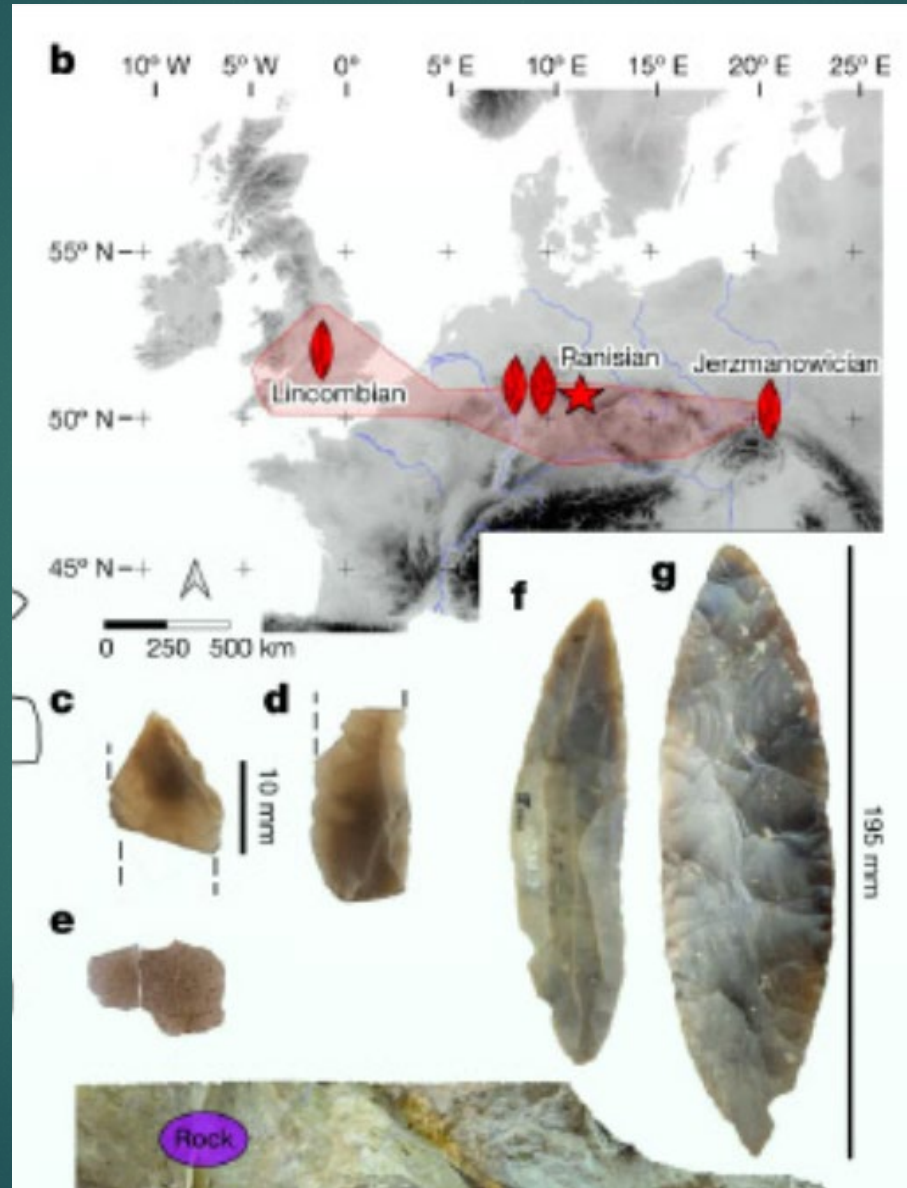 b
10° W 5° W 0° 5° E 10° E 15° E 20° E 25° E
55° N
Ranisian
Jerzmanowician
Lincombian
50° N
45° N
0 250 500 km
f
g
c
d
10 mm
195 mm
e
Rock